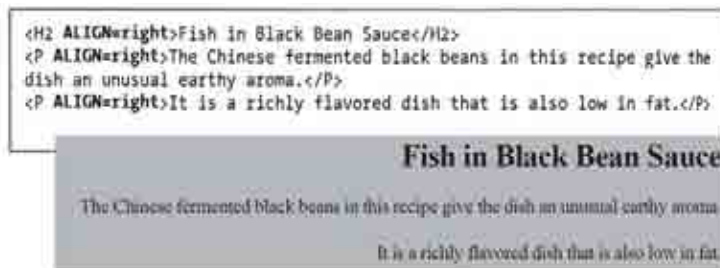 <H2 ALIGN=right>Fish in Black Bean Sauce</H2>
<P ALIGN=right>The Chinese fermented black beans in this recipe give the
dish an unusual earthy aroma.</P>
<P ALIGN=right>It is a richly flavored dish that is also low in fat.</P>
Fish in Black Bean Sauce
The Chinese fermented black beans in this recipe give the dish an unusual earthy aroma.
It is a richly flavored dish that is also low in fat.